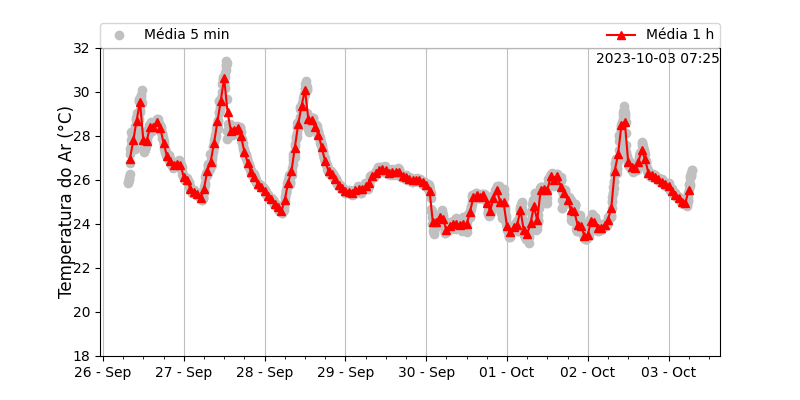 Média 5 min
Média 1 h
2023-10-03 07:25
Temperatura do Ar (°C)
32
30
28
26
24
22
20
18
26 - Sep
27 - Sep
28 - Sep
29 - Sep
30 - Sep
01 - Oct
02 - Oct
03 - Oct